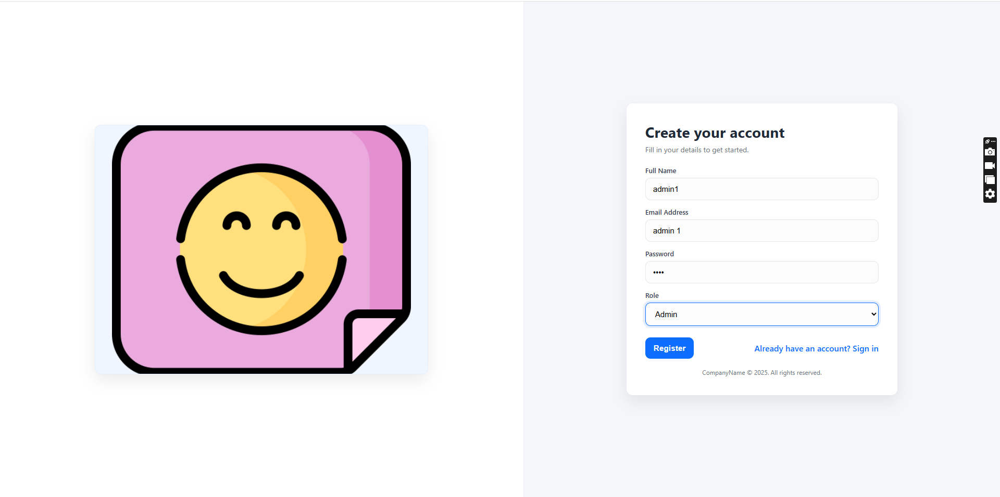 Create your account
Fill in your details to get started.
Full Name
admin1
Email Address
admin 1
Password
••••
Role
Admin
Register
Already have an account? Sign in
CompanyName © 2025. All rights reserved.